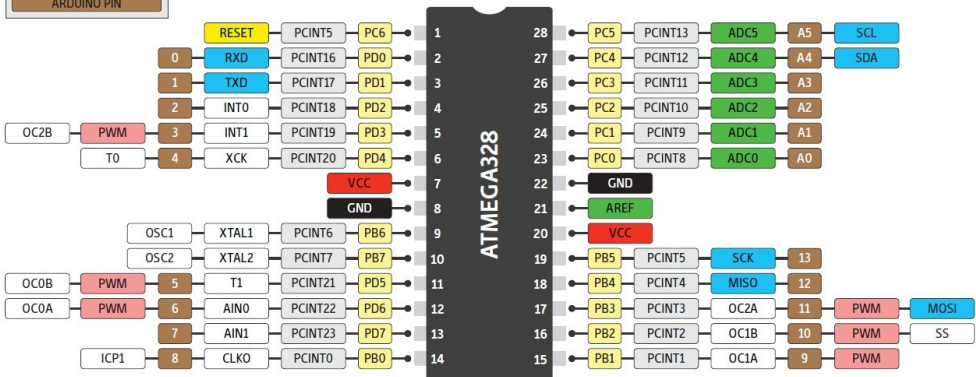 ARDUINO PIN
RESET PCINT5 PC6 1 28 PC5 PCINT13 ADC5 A5 SCL
0 RXD PCINT16 PD0 2 27 PC4 PCINT12 ADC4 A4 SDA
1 TXD PCINT17 PD1 3 26 PC3 PCINT11 ADC3 A3
2 INT0 PCINT18 PD2 4 25 PC2 PCINT10 ADC2 A2
OC2B PWM 3 INT1 PCINT19 PD3 5 24 PC1 PCINT9 ADC1 A1
T0 4 XCK PCINT20 PD4 6 23 PC0 PCINT8 ADC0 A0
VCC 7 22 GND
GND 8 21 AREF
OSC1 XTAL1 PCINT6 PB6 9 20 VCC
OSC2 XTAL2 PCINT7 PB7 10 19 PB5 PCINT5 SCK 13
OC0B PWM 5 T1 PCINT21 PD5 11 18 PB4 PCINT4 MISO 12
OC0A PWM 6 AIN0 PCINT22 PD6 12 17 PB3 PCINT3 OC2A 11 PWM MOSI
7 AIN1 PCINT23 PD7 13 16 PB2 PCINT2 OC1B 10 PWM SS
ICP1 8 CLKO PCINT0 PB0 14 15 PB1 PCINT1 OC1A 9 PWM
ATMEGA328